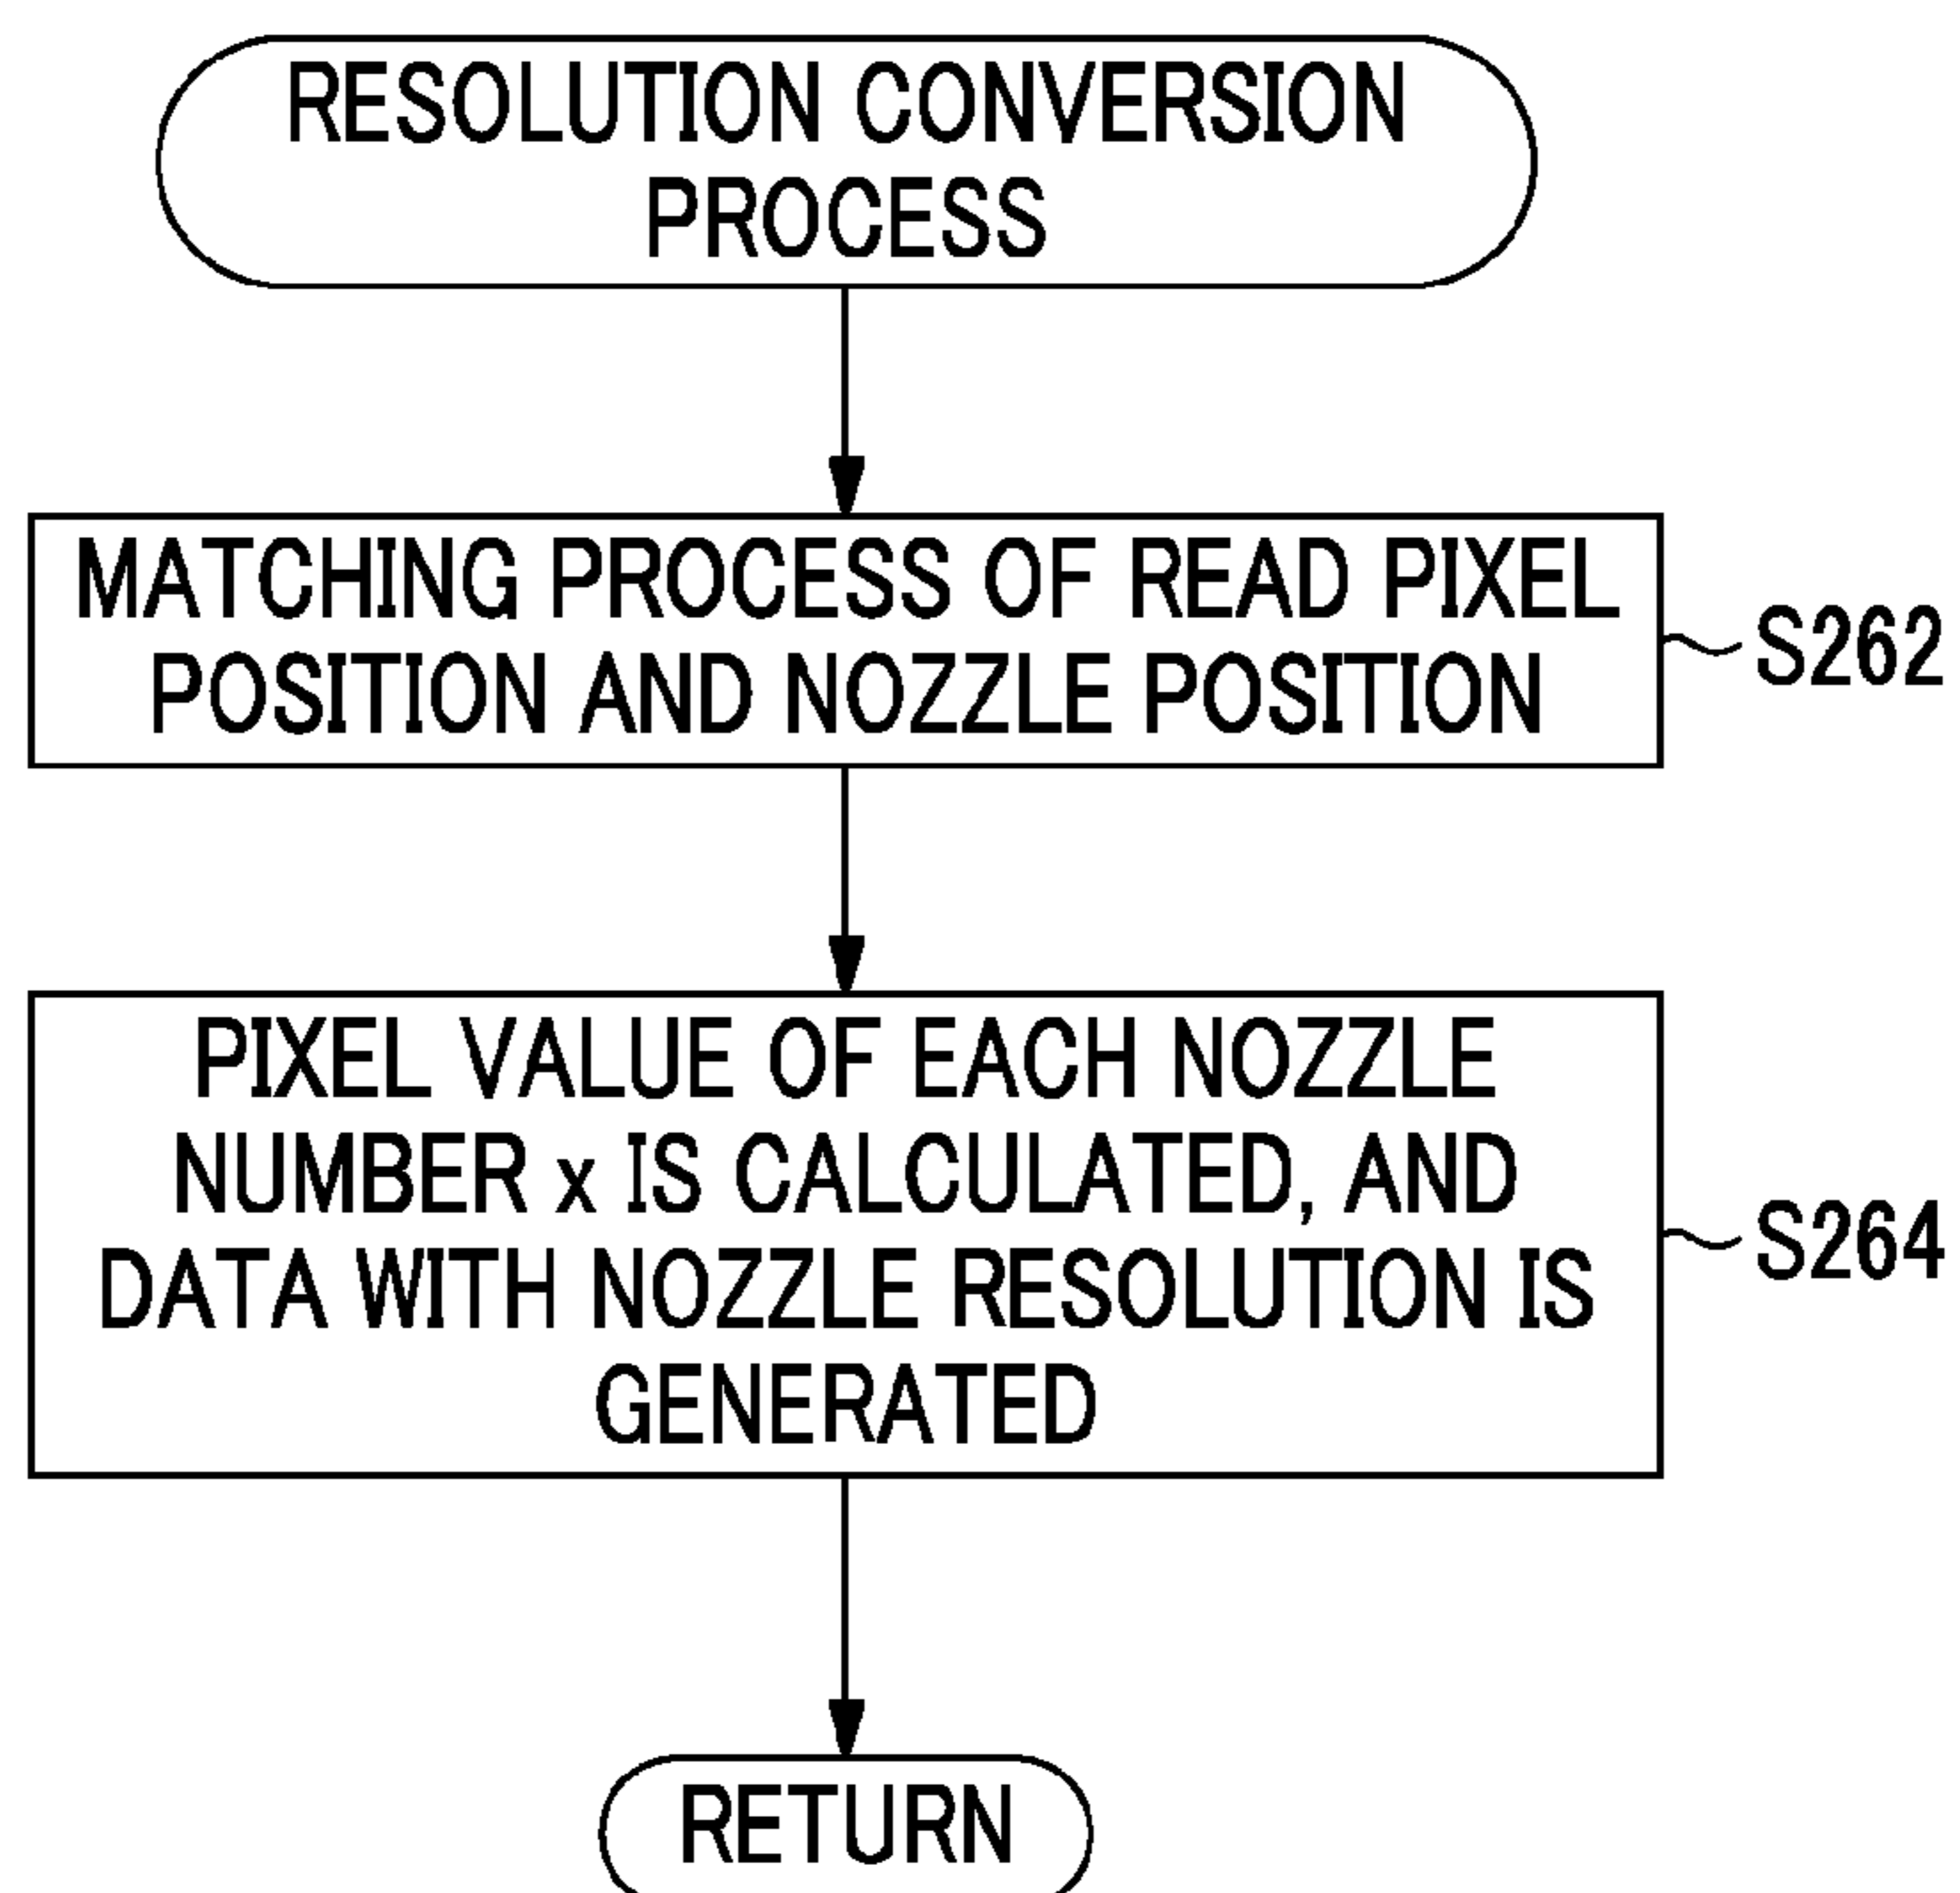 RESOLUTION CONVERSION
PROCESS
MATCHING PROCESS OF READ PIXEL
POSITION AND NOZZLE POSITION
S262
PIXEL VALUE OF EACH NOZZLE
NUMBER x IS CALCULATED, AND
DATA WITH NOZZLE RESOLUTION IS
GENERATED
S264
RETURN